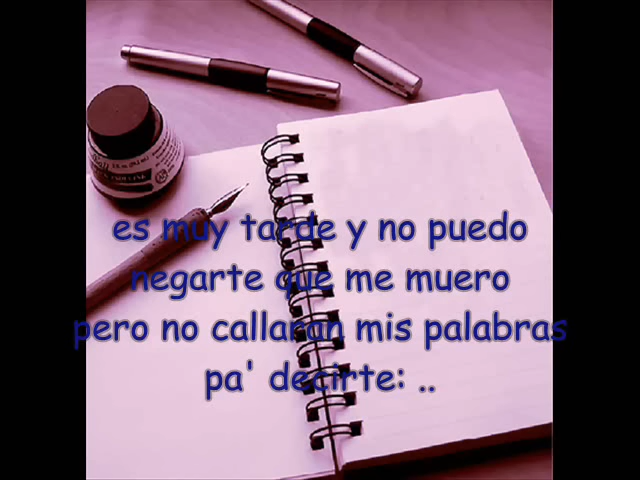 es muy tarde y no puedo
negarte que me muero
pero no callaran mis palabras
pa' decirte: ..